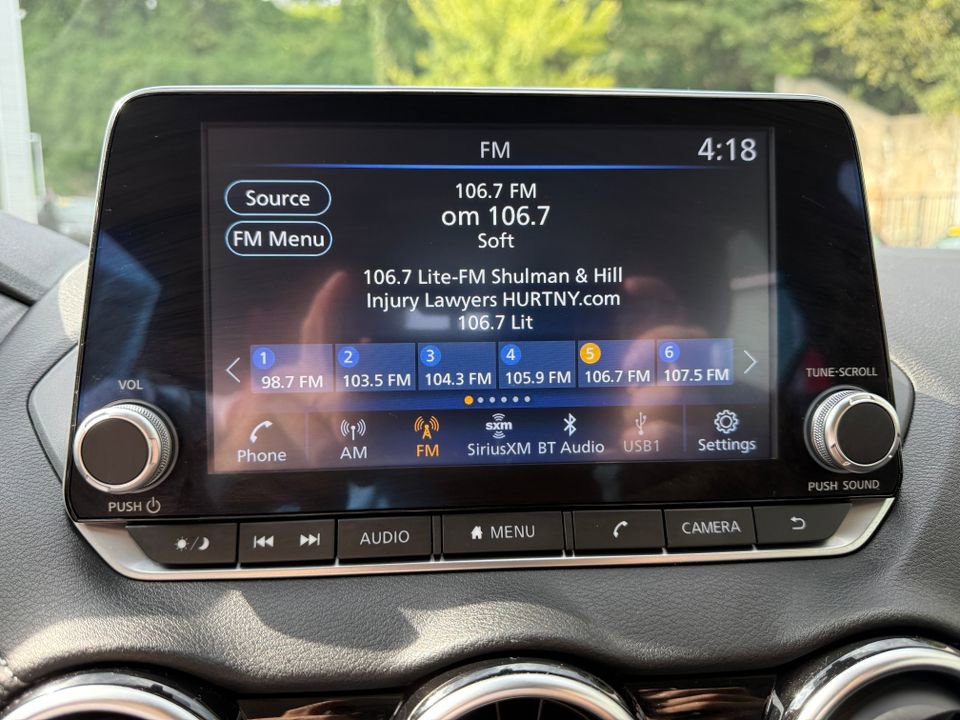 FM
4:18
Source
106.7 FM
om 106.7
FM Menu
Soft
106.7 Lite-FM Shulman & Hill
Injury Lawyers HURTNY.com
106.7 Lit
1 2 3 4 5 6
98.7 FM 103.5 FM 104.3 FM 105.9 FM 106.7 FM 107.5 FM
VOL
TUNE·SCROLL
sxm
Phone AM FM SiriusXM BT Audio USB1 Settings
PUSH
PUSH SOUND
AUDIO MENU CAMERA